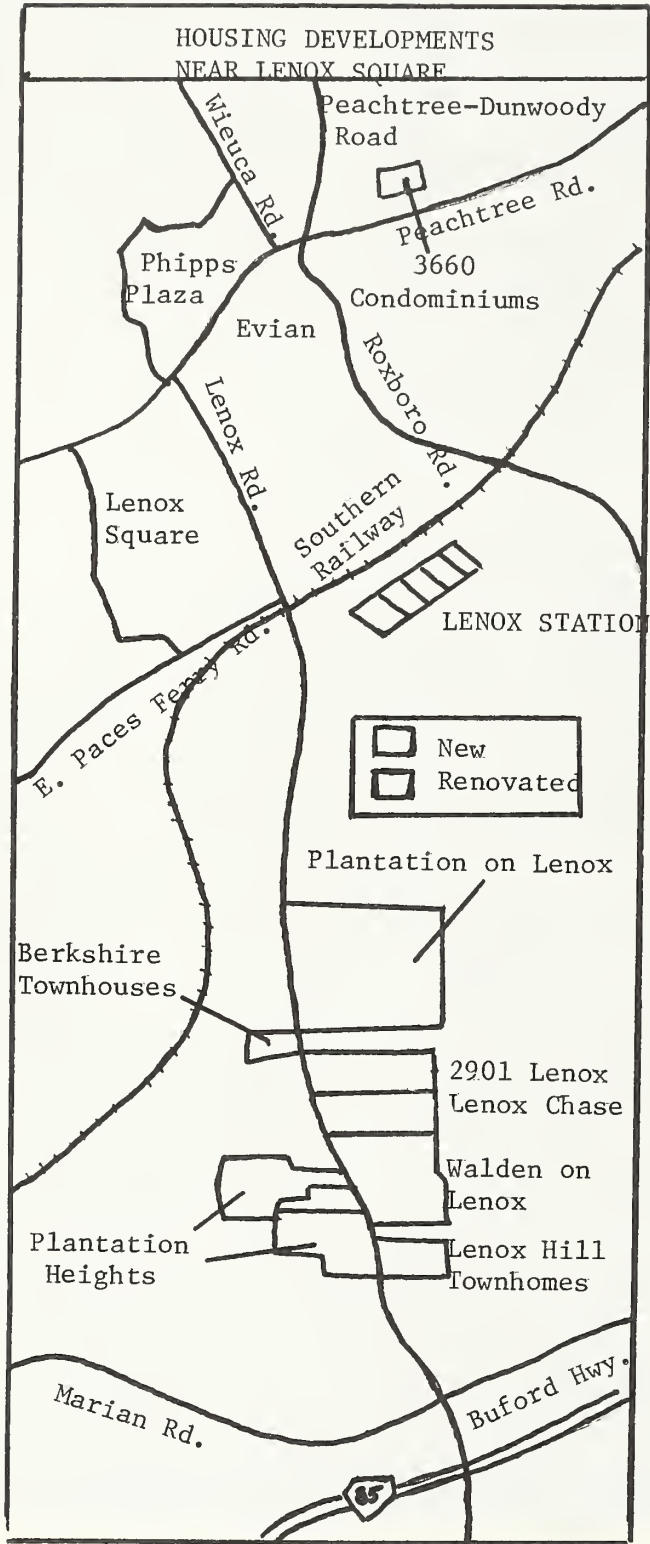 HOUSING DEVELOPMENTS
NEAR LENOX SQUARE
Wieuca Rd.
Peachtree-Dunwoody
Road
Peachtree Rd.
3660
Condominiums
Phipps
Plaza
Evian
Roxboro Rd.
Lenox Rd.
Lenox
Square
Southern
Railway
LENOX STATION
E. Paces Ferry Rd.
New
Renovated
Plantation on Lenox
Berkshire
Townhouses
2901 Lenox
Lenox Chase
Walden on
Lenox
Plantation
Heights
Lenox Hill
Townhomes
Marian Rd.
Buford Hwy.
85